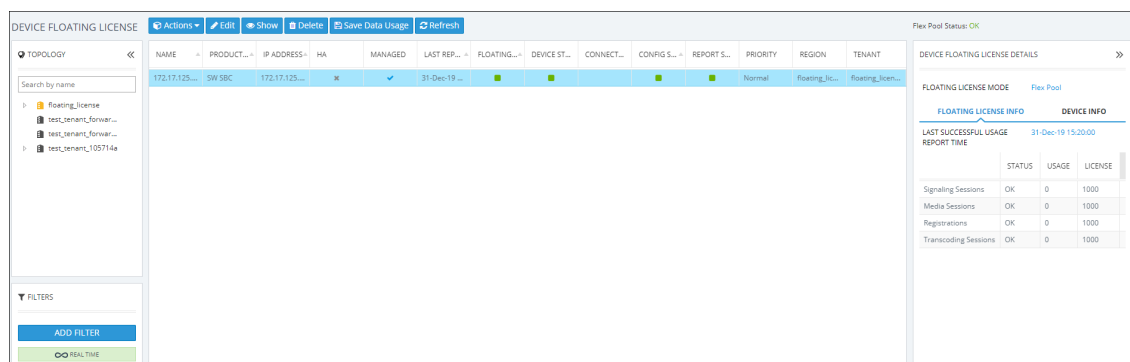 DEVICE FLOATING LICENSE
Actions Edit Show Delete Save Data Usage Refresh
Flex Pool Status: OK
TOPOLOGY
Search by name
floating_license
test_tenant_forwar...
test_tenant_forwar...
test_tenant_105714a
FILTERS
ADD FILTER
REAL TIME
NAME PRODUCT... IP ADDRESS HA MANAGED LAST REP... FLOATING... DEVICE ST... CONNECT... CONFIG S... REPORT S... PRIORITY REGION TENANT
172.17.125.... SW SBC 172.17.125.... 31-Dec-19 ... Normal floating_lic... floating_licen...
DEVICE FLOATING LICENSE DETAILS
FLOATING LICENSE MODE Flex Pool
FLOATING LICENSE INFO DEVICE INFO
LAST SUCCESSFUL USAGE 31-Dec-19 15:20:00
REPORT TIME
STATUS USAGE LICENSE
Signaling Sessions OK 0 1000
Media Sessions OK 0 1000
Registrations OK 0 1000
Transcoding Sessions OK 0 1000